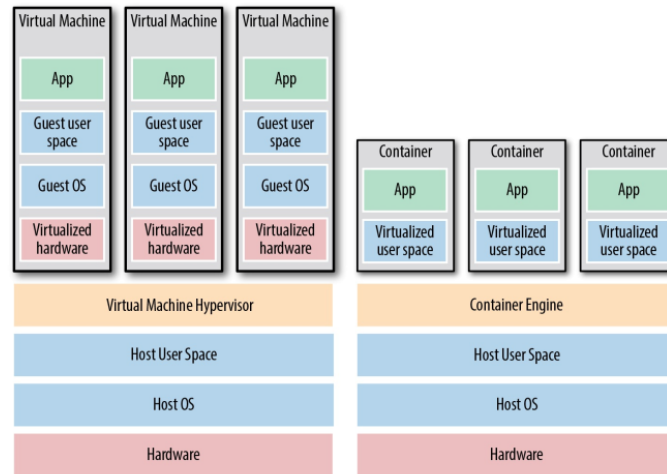 Virtual Machine
Virtual Machine
Virtual Machine
App
App
App
Guest user
space
Guest user
space
Guest user
space
Guest OS
Guest OS
Guest OS
Virtualized
hardware
Virtualized
hardware
Virtualized
hardware
Virtual Machine Hypervisor
Host User Space
Host OS
Hardware
Container
Container
Container
App
App
App
Virtualized
user space
Virtualized
user space
Virtualized
user space
Container Engine
Host User Space
Host OS
Hardware